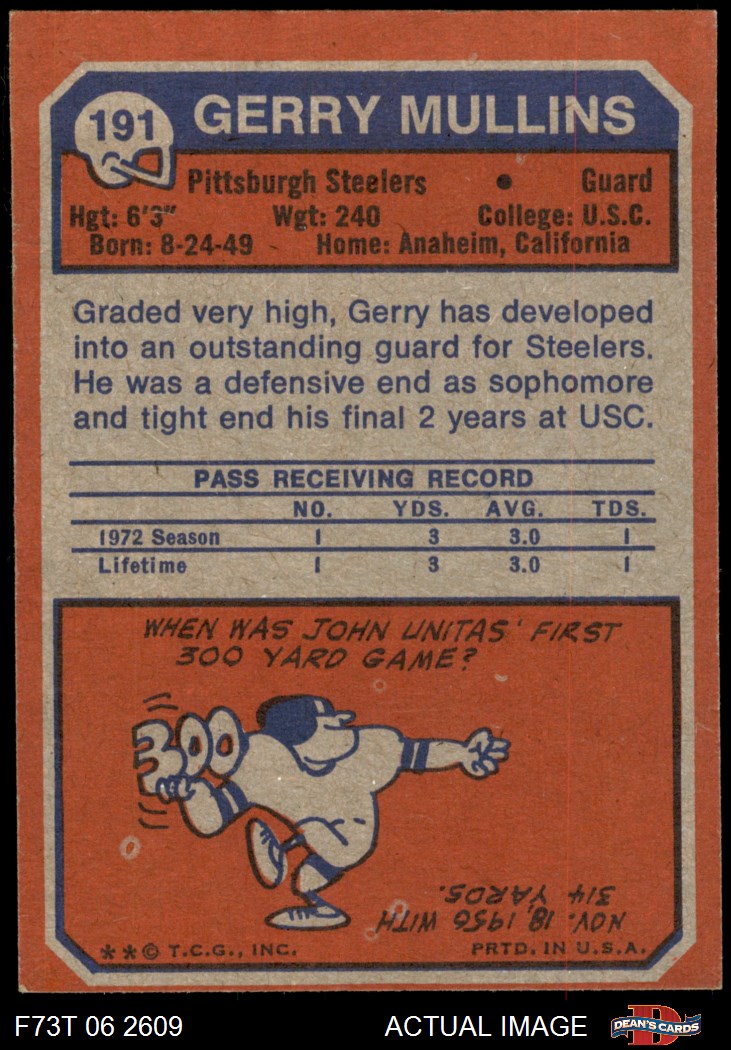 191
GERRY MULLINS
Pittsburgh Steelers • Guard
Hgt: 6'3" Wgt: 240 College: U.S.C.
Born: 8-24-49 Home: Anaheim, California
Graded very high, Gerry has developed
into an outstanding guard for Steelers.
He was a defensive end as sophomore
and tight end his final 2 years at USC.
PASS RECEIVING RECORD
NO. YDS. AVG. TDS.
1972 Season 1 3 3.0 1
Lifetime 1 3 3.0 1
WHEN WAS JOHN UNITAS' FIRST
300 YARD GAME?
300
NOV. 18, 1956 WITH
314 YARDS.
**© T.C.G., INC. PRTD. IN U.S.A.
F73T 06 2609 ACTUAL IMAGE D DEAN'S CARDS